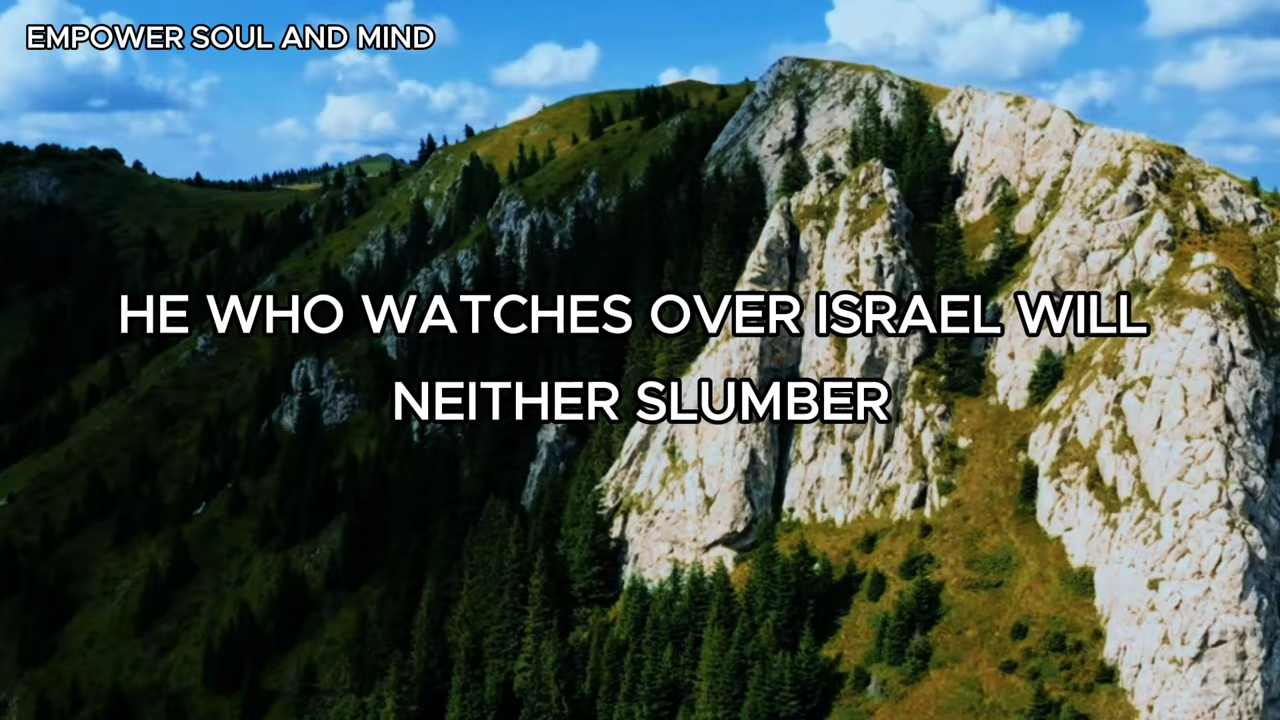 EMPOWER SOUL AND MIND
HE WHO WATCHES OVER ISRAEL WILL
NEITHER SLUMBER